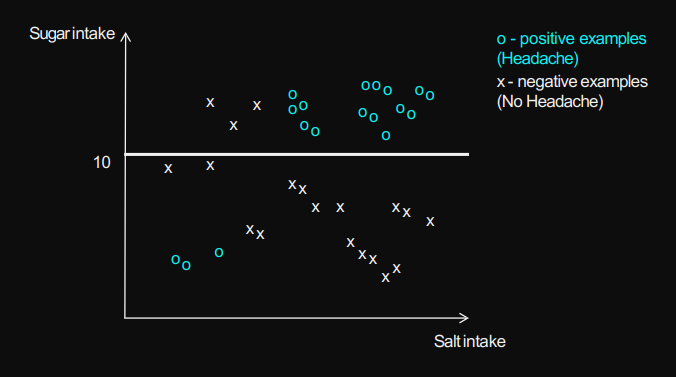 Sugar intake
o - positive examples
(Headache)
x - negative examples
(No Headache)
10
Salt intake